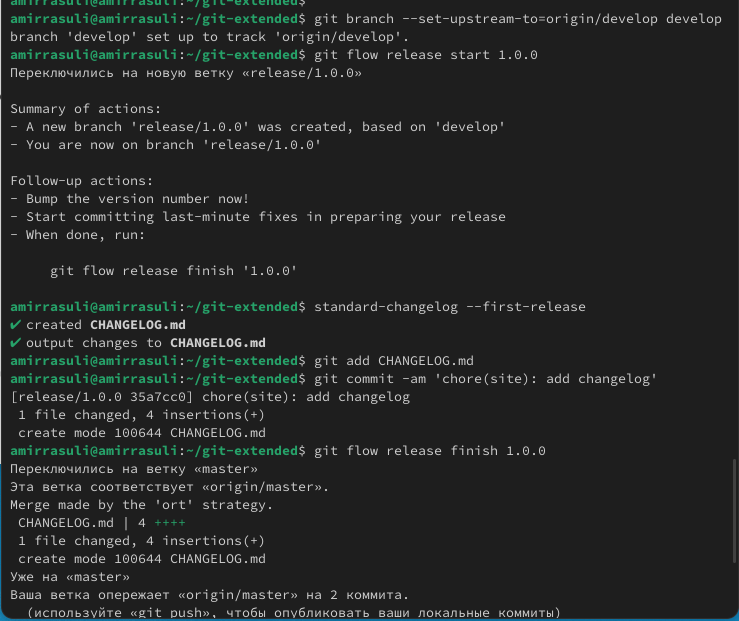 amirrasuli@amirrasuli:~/git-extended$
amirrasuli@amirrasuli:~/git-extended$ git branch --set-upstream-to=origin/develop develop
branch 'develop' set up to track 'origin/develop'.
amirrasuli@amirrasuli:~/git-extended$ git flow release start 1.0.0
Переключились на новую ветку «release/1.0.0»
Summary of actions:
- A new branch 'release/1.0.0' was created, based on 'develop'
- You are now on branch 'release/1.0.0'
Follow-up actions:
- Bump the version number now!
- Start committing last-minute fixes in preparing your release
- When done, run:
git flow release finish '1.0.0'
amirrasuli@amirrasuli:~/git-extended$ standard-changelog --first-release
✔ created CHANGELOG.md
✔ output changes to CHANGELOG.md
amirrasuli@amirrasuli:~/git-extended$ git add CHANGELOG.md
amirrasuli@amirrasuli:~/git-extended$ git commit -am 'chore(site): add changelog'
[release/1.0.0 35a7cc0] chore(site): add changelog
1 file changed, 4 insertions(+)
create mode 100644 CHANGELOG.md
amirrasuli@amirrasuli:~/git-extended$ git flow release finish 1.0.0
Переключились на ветку «master»
Эта ветка соответствует «origin/master».
Merge made by the 'ort' strategy.
CHANGELOG.md | 4 ++++
1 file changed, 4 insertions(+)
create mode 100644 CHANGELOG.md
Уже на «master»
Ваша ветка опережает «origin/master» на 2 коммита.
(используйте «git push», чтобы опубликовать ваши локальные коммиты)